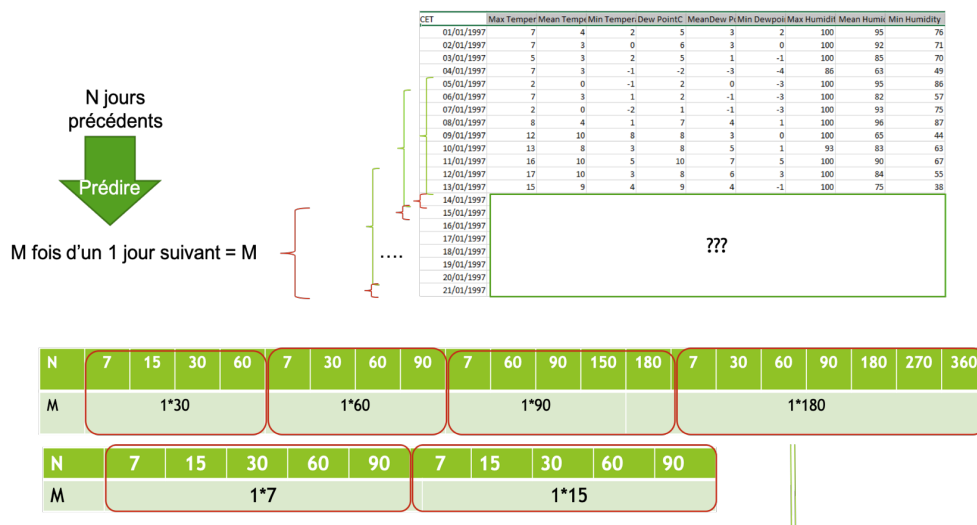 CET Max Temper Mean Tempe Min Temper Dew PointC MeanDew Po Min Dewpoin Max Humidit Mean Humid Min Humidity
01/01/1997 7 4 2 5 3 2 100 95 76
02/01/1997 7 3 0 6 3 0 100 92 71
03/01/1997 5 3 2 5 1 -1 100 85 70
04/01/1997 7 3 -1 -2 -3 -4 86 63 49
05/01/1997 2 0 -1 2 0 -3 100 95 86
06/01/1997 7 3 1 2 -1 -3 100 82 57
07/01/1997 2 0 -2 1 -1 -3 100 93 75
08/01/1997 8 4 1 7 4 1 100 96 87
09/01/1997 12 10 8 8 3 0 100 65 44
10/01/1997 13 8 3 8 5 1 93 83 63
11/01/1997 16 10 5 10 7 5 100 90 67
12/01/1997 17 10 3 8 6 3 100 84 55
13/01/1997 15 9 4 9 4 -1 100 75 38
14/01/1997
15/01/1997
16/01/1997
17/01/1997
18/01/1997
19/01/1997
20/01/1997
21/01/1997
???
N jours
précédents
Prédire
M fois d'un 1 jour suivant = M
....
N 7 15 30 60 7 30 60 90 7 60 90 150 180 7 30 60 90 180 270 360
M 1*30 1*60 1*90 1*180
N 7 15 30 60 90 7 15 30 60 90
M 1*7 1*15